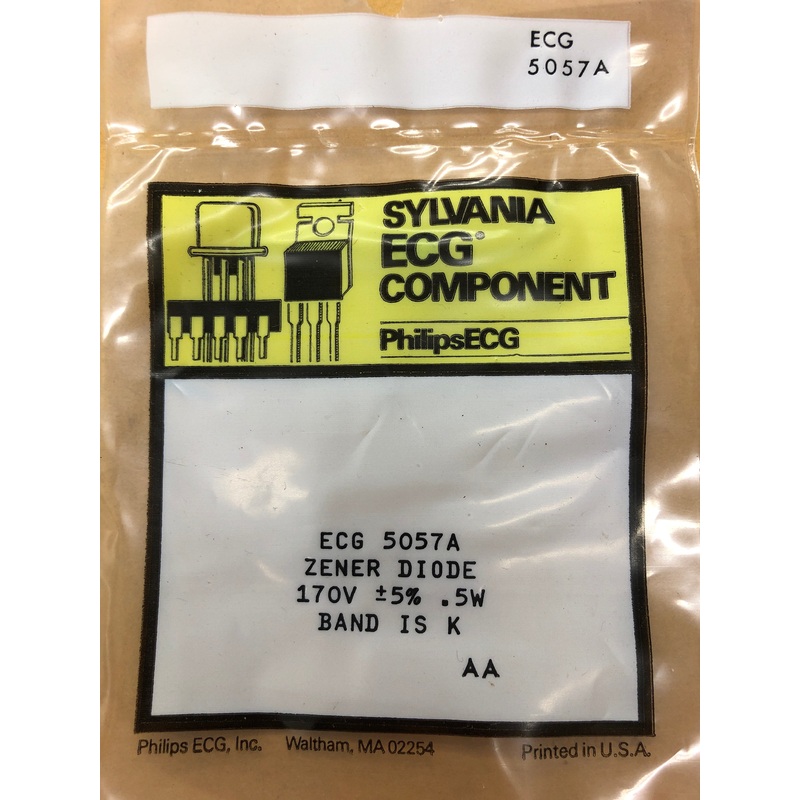 ECG
5057A
SYLVANIA
ECG®
COMPONENT
PhilipsECG
ECG 5057A
ZENER DIODE
170V ±5% .5W
BAND IS K
AA
Philips ECG, Inc. Waltham, MA 02254 Printed in U.S.A.